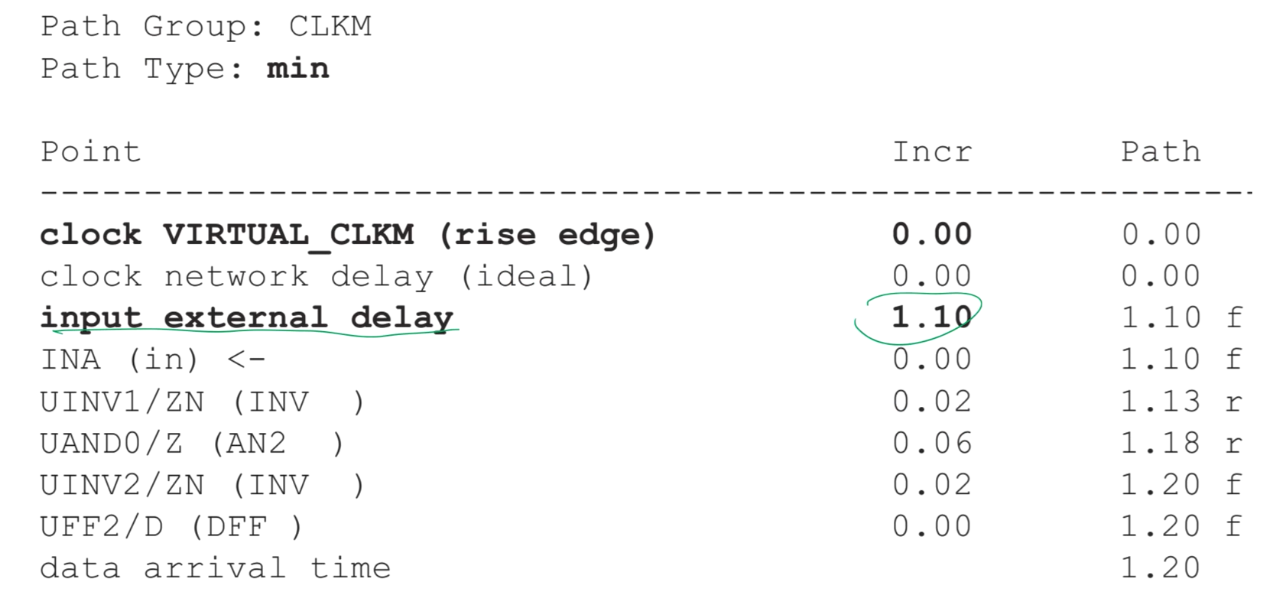 Path Group: CLKM
Path Type: min
Point Incr Path
--------------------------------------------------------------------
clock VIRTUAL_CLKM (rise edge) 0.00 0.00
clock network delay (ideal) 0.00 0.00
input external delay 1.10 1.10 f
INA (in) <- 0.00 1.10 f
UINV1/ZN (INV  ) 0.02 1.13 r
UAND0/Z (AN2  ) 0.06 1.18 r
UINV2/ZN (INV  ) 0.02 1.20 f
UFF2/D (DFF ) 0.00 1.20 f
data arrival time 1.20